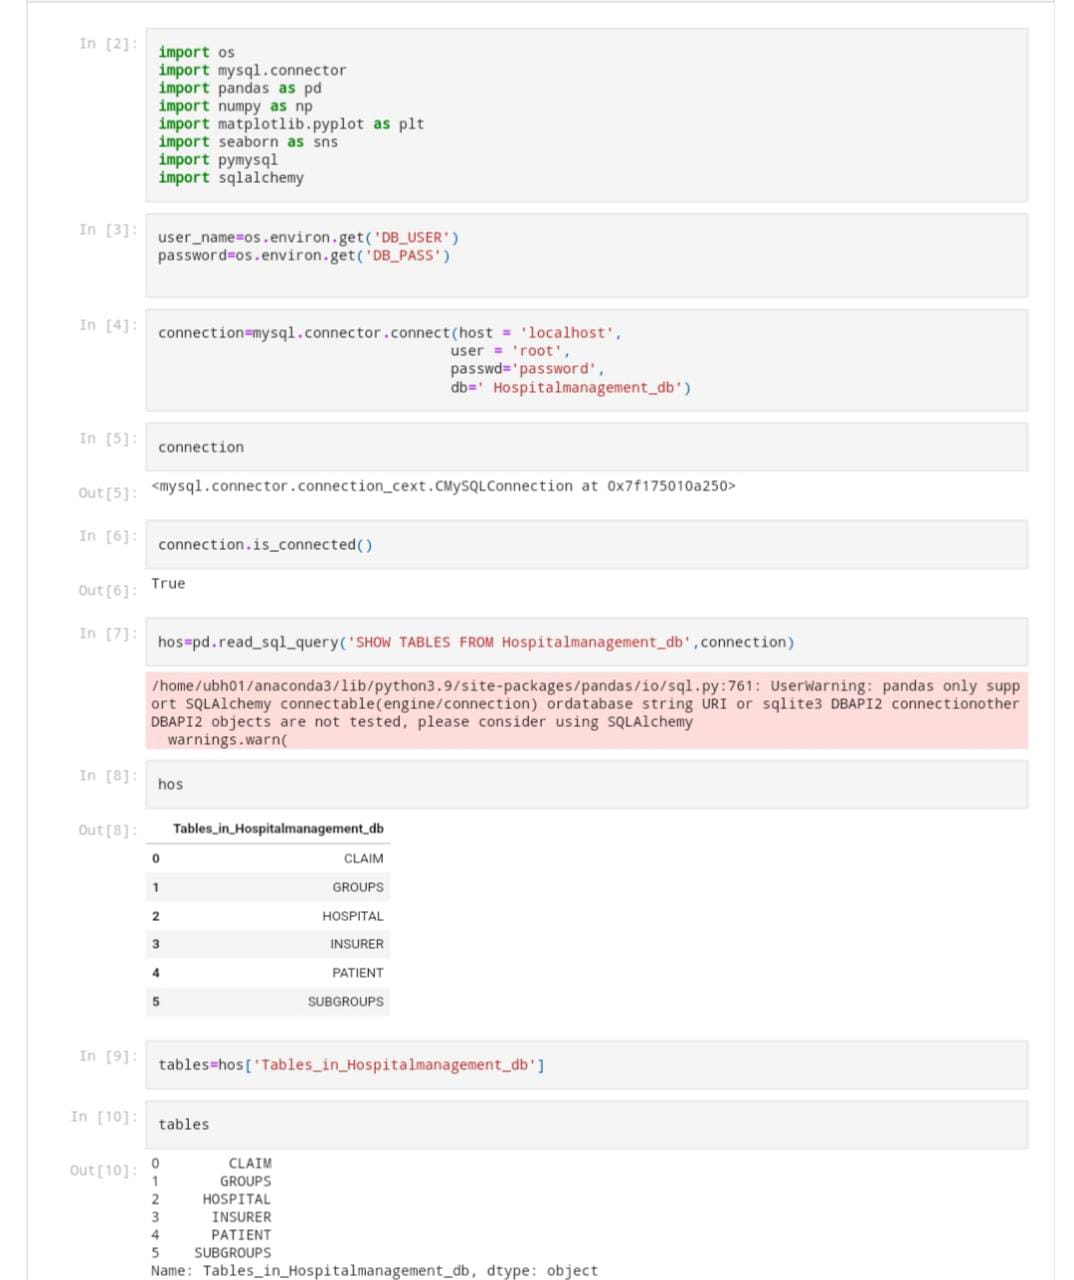 In [2]:
import os
import mysql.connector
import pandas as pd
import numpy as np
import matplotlib.pyplot as plt
import seaborn as sns
import pymysql
import sqlalchemy
In [3]:
user_name=os.environ.get('DB_USER')
password=os.environ.get('DB_PASS')
In [4]:
connection=mysql.connector.connect(host = 'localhost',
user = 'root',
passwd='password',
db=' Hospitalmanagement_db')
In [5]:
connection
Out[5]:
<mysql.connector.connection_cext.CMySQLConnection at 0x7f175010a250>
In [6]:
connection.is_connected()
Out[6]:
True
In [7]:
hos=pd.read_sql_query('SHOW TABLES FROM Hospitalmanagement_db',connection)
/home/ubh01/anaconda3/lib/python3.9/site-packages/pandas/io/sql.py:761: UserWarning: pandas only supp
ort SQLAlchemy connectable(engine/connection) ordatabase string URI or sqlite3 DBAPI2 connectionother
DBAPI2 objects are not tested, please consider using SQLAlchemy
warnings.warn(
In [8]:
hos
Out[8]:
Tables_in_Hospitalmanagement_db
0 CLAIM
1 GROUPS
2 HOSPITAL
3 INSURER
4 PATIENT
5 SUBGROUPS
In [9]:
tables=hos['Tables_in_Hospitalmanagement_db']
In [10]:
tables
Out[10]:
0 CLAIM
1 GROUPS
2 HOSPITAL
3 INSURER
4 PATIENT
5 SUBGROUPS
Name: Tables_in_Hospitalmanagement_db, dtype: object